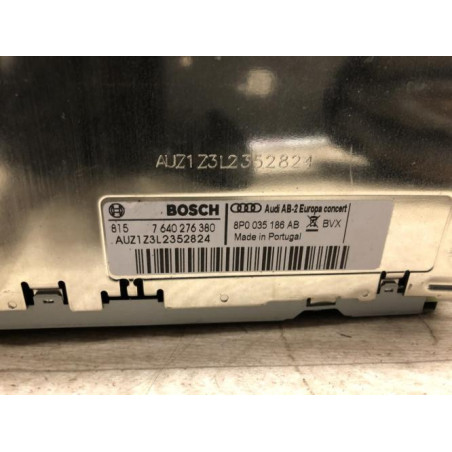 AUZ1Z3L2352824
BOSCH Audi AB-2 Europa concert
815 7 640 276 380 8P0 035 186 AB BVX
AUZ1Z3L2352824 Made in Portugal